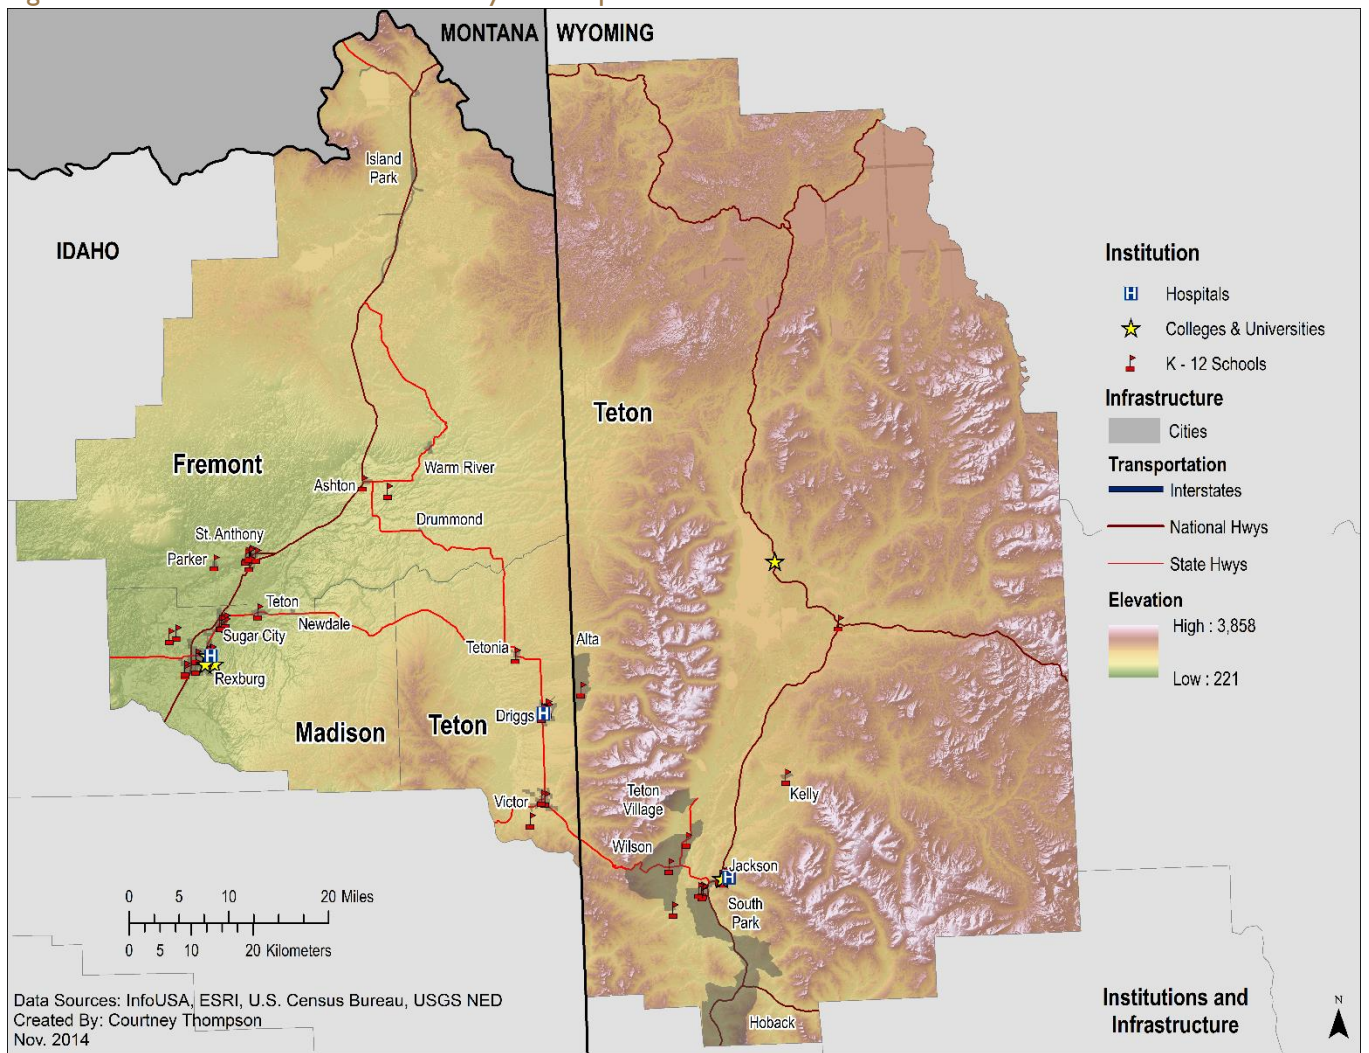 MONTANA
WYOMING
IDAHO
Island
Park
Institution
Hospitals
Colleges & Universities
K - 12 Schools
Infrastructure
Cities
Transportation
Interstates
National Hwys
State Hwys
Elevation
High : 3,858
Low : 221
Teton
Fremont
Warm River
Ashton
Drummond
St. Anthony
Parker
Teton
Newdale
Sugar City
Rexburg
Tetonia
Alta
Driggs
Madison
Teton
Victor
Teton
Village
Kelly
Wilson
Jackson
South
Park
Hoback
0 5 10 20 Miles
0 5 10 20 Kilometers
Data Sources: InfoUSA, ESRI, U.S. Census Bureau, USGS NED
Created By: Courtney Thompson
Nov. 2014
Institutions and
Infrastructure
N
H
H
H
H